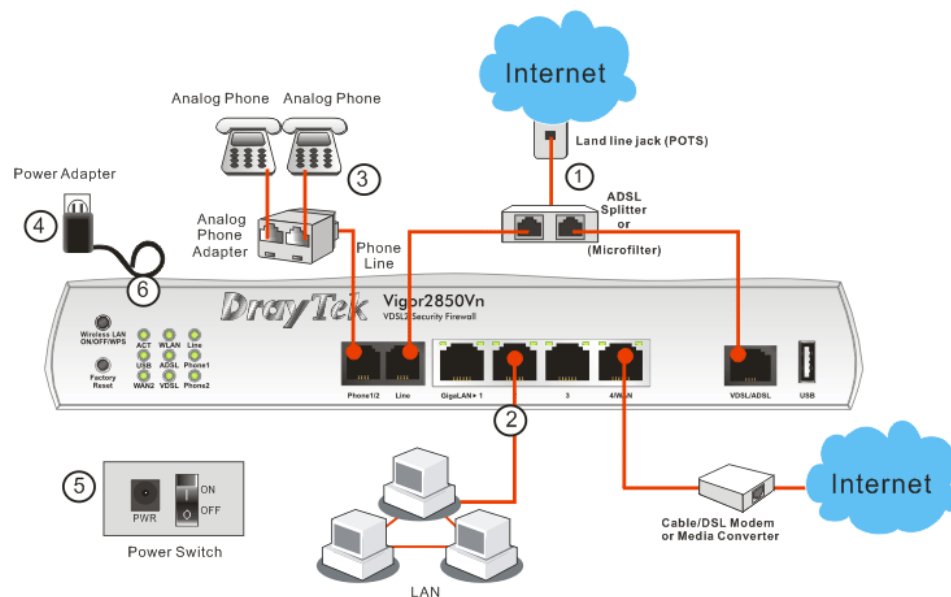 Internet
Land line jack (POTS)
1
ADSL
Splitter
or
(Microfilter)
Analog Phone
Analog Phone
3
Analog
Phone
Adapter
Phone
Line
Power Adapter
4
6
DrayTek
Vigor2850Vn
VDSL2 Security Firewall
Wireless LAN
ON/OFF/WPS
Factory
Reset
ACT WLAN Line
USB ADSL Phone1
WAN2 VDSL Phone2
Phone1/2
Line
GigaLAN▶ 1
3
4/WAN
VDSL/ADSL
USB
2
5
PWR
ON
OFF
Power Switch
LAN
Cable/DSL Modem
or Media Converter
Internet